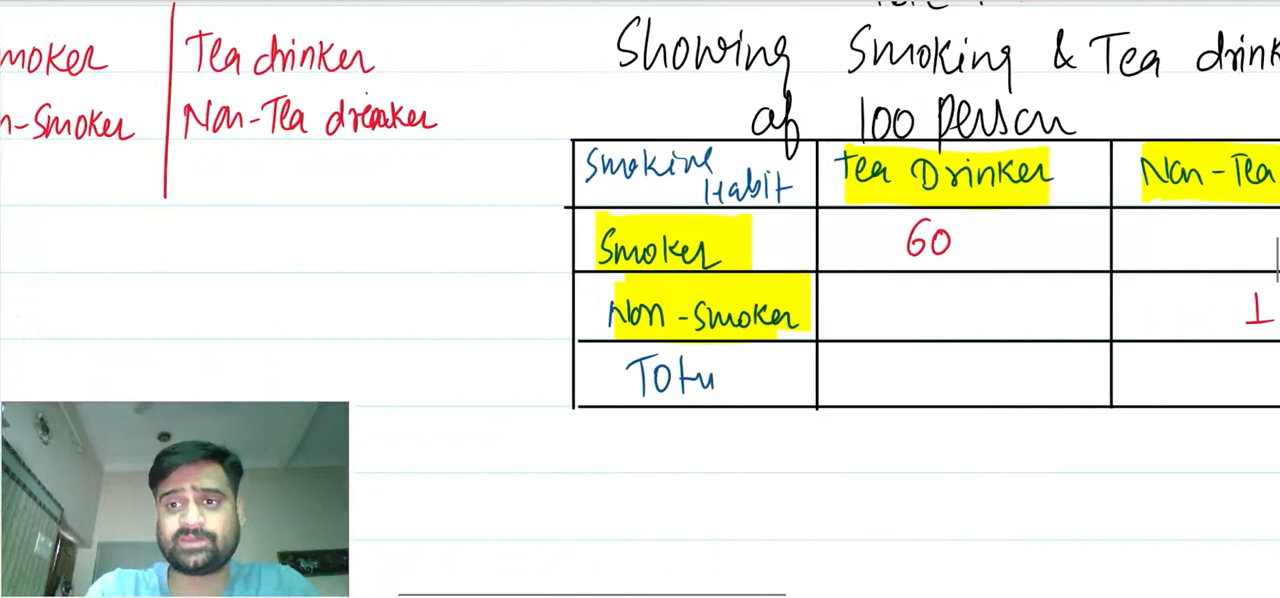 moker Tea drinker
n-Smoker Non-Tea drinker
Showing Smoking & Tea drink
of 100 person
Smoking Habit Tea Drinker Non-Tea
Smoker 60
Non-smoker 1